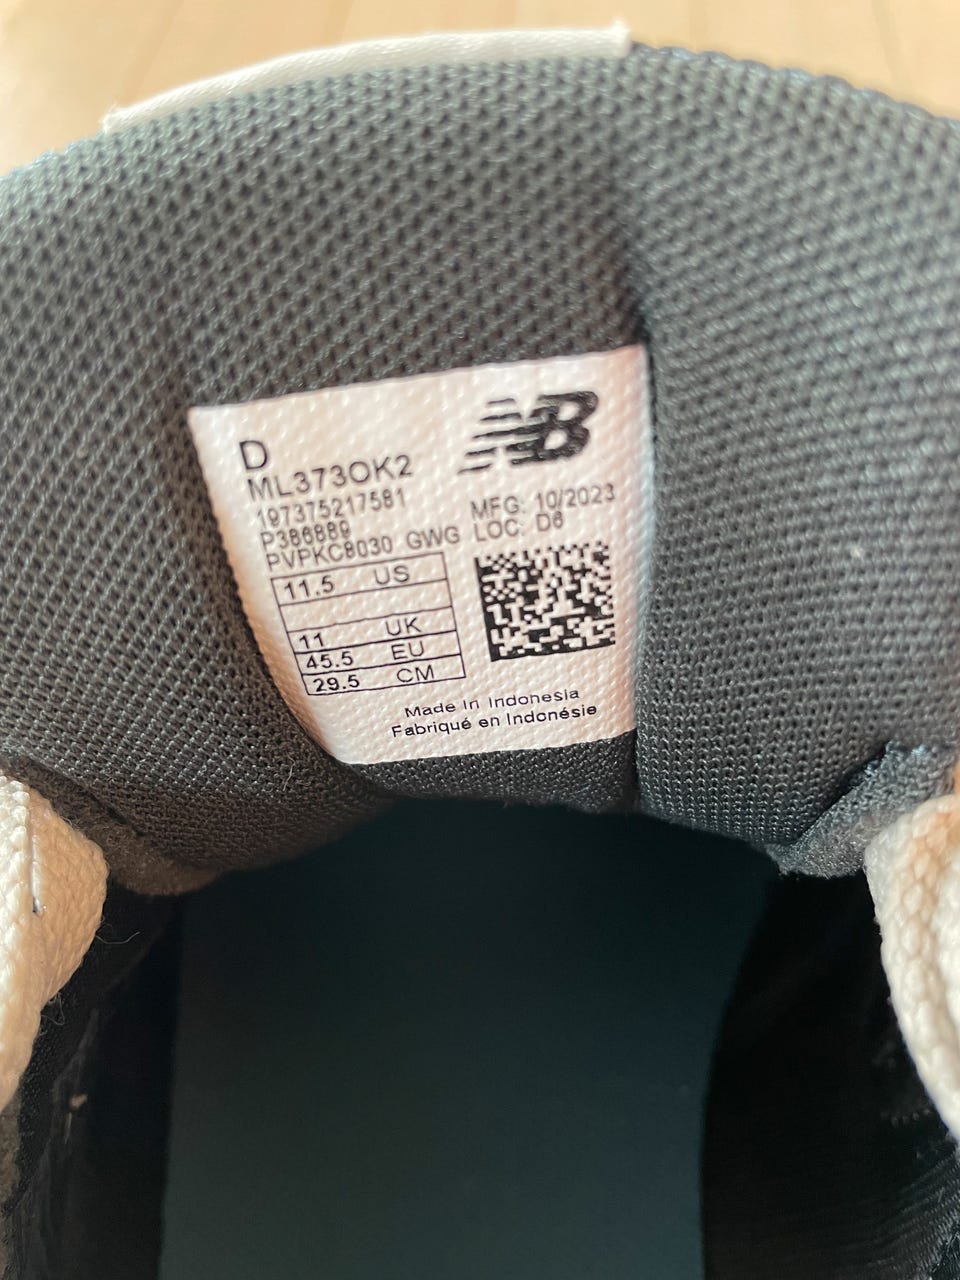 D
NB
ML373OK2
197375217581
P386889
PVPKC8030 GWG
MFG: 10/2023
LOC: D6
11.5 US
11 UK
45.5 EU
29.5 CM
Made in Indonesia
Fabriqué en Indonésie